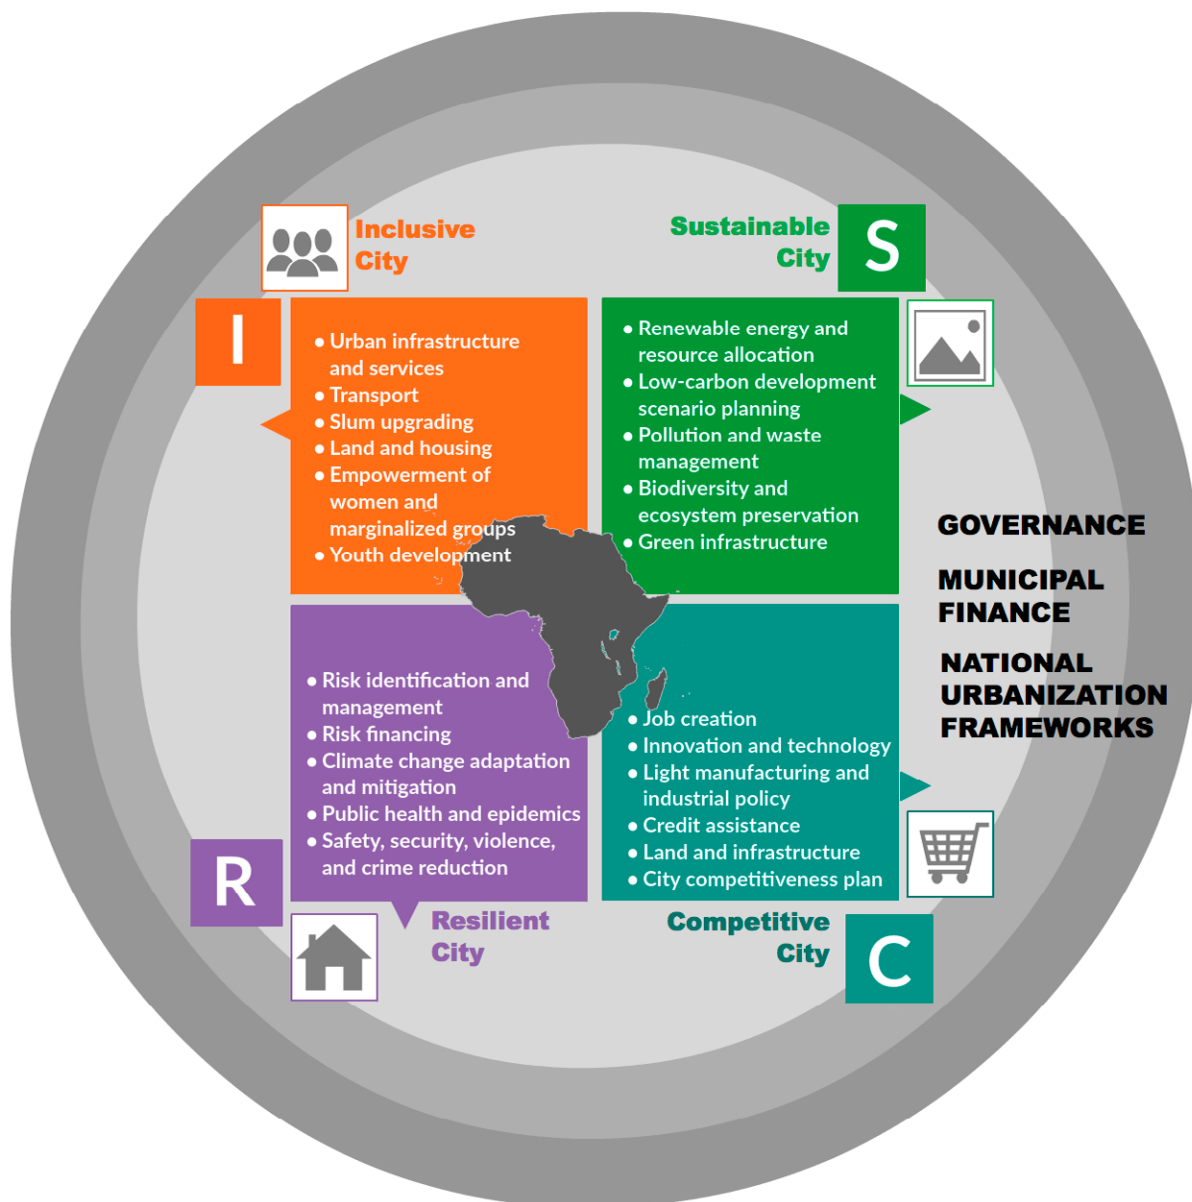 Inclusive
City
I
• Urban infrastructure
and services
• Transport
• Slum upgrading
• Land and housing
• Empowerment of
women and
marginalized groups
• Youth development
Sustainable
City
S
• Renewable energy and
resource allocation
• Low-carbon development
scenario planning
• Pollution and waste
management
• Biodiversity and
ecosystem preservation
• Green infrastructure
GOVERNANCE
MUNICIPAL
FINANCE
NATIONAL
URBANIZATION
FRAMEWORKS
• Risk identification and
management
• Risk financing
• Climate change adaptation
and mitigation
• Public health and epidemics
• Safety, security, violence,
and crime reduction
R
Resilient
City
• Job creation
• Innovation and technology
• Light manufacturing and
industrial policy
• Credit assistance
• Land and infrastructure
• City competitiveness plan
Competitive
City
C